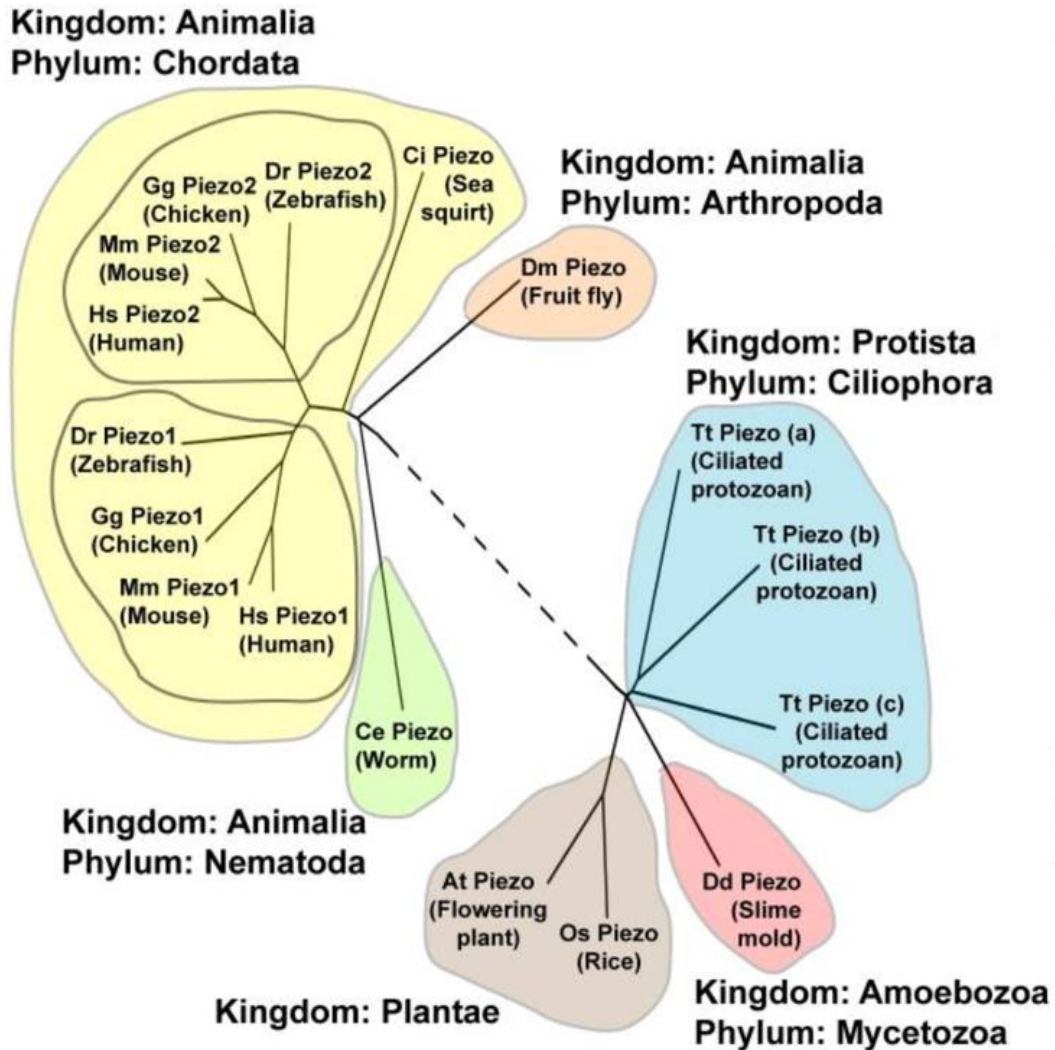 Kingdom: Animalia
Phylum: Chordata
Ci Piezo
(Sea
squirt)
Dr Piezo2
(Zebrafish)
Gg Piezo2
(Chicken)
Mm Piezo2
(Mouse)
Hs Piezo2
(Human)
Dr Piezo1
(Zebrafish)
Gg Piezo1
(Chicken)
Mm Piezo1
(Mouse)
Hs Piezo1
(Human)
Kingdom: Animalia
Phylum: Arthropoda
Dm Piezo
(Fruit fly)
Kingdom: Protista
Phylum: Ciliophora
Tt Piezo (a)
(Ciliated
protozoan)
Tt Piezo (b)
(Ciliated
protozoan)
Tt Piezo (c)
(Ciliated
protozoan)
Ce Piezo
(Worm)
Kingdom: Animalia
Phylum: Nematoda
At Piezo
(Flowering
plant)
Os Piezo
(Rice)
Kingdom: Plantae
Dd Piezo
(Slime
mold)
Kingdom: Amoebozoa
Phylum: Mycetozoa